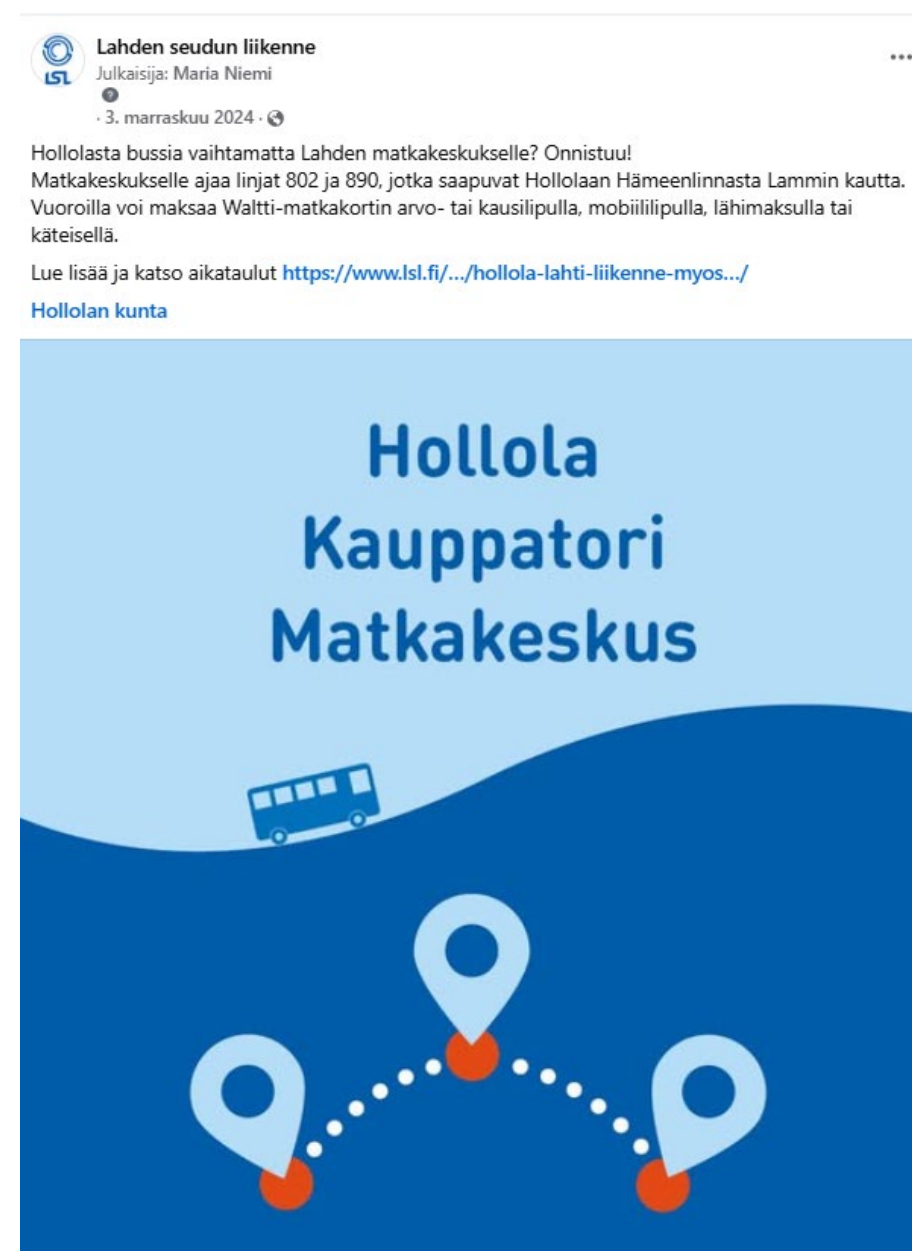 Lahden seudun liikenne
Julkaisija: Maria Niemi
· 3. marraskuu 2024 ·
LSL
Hollolasta bussia vaihtamatta Lahden matkakeskukselle? Onnistuu!
Matkakeskukselle ajaa linjat 802 ja 890, jotka saapuvat Hollolaan Hämeenlinnasta Lammin kautta.
Vuoroilla voi maksaa Waltti-matkakortin arvo- tai kausilipulla, mobiililipulla, lähimaksulla tai
käteisellä.
Lue lisää ja katso aikataulut https://www.lsl.fi/.../hollola-lahti-liikenne-myos.../
Hollolan kunta
Hollola
Kauppatori
Matkakeskus